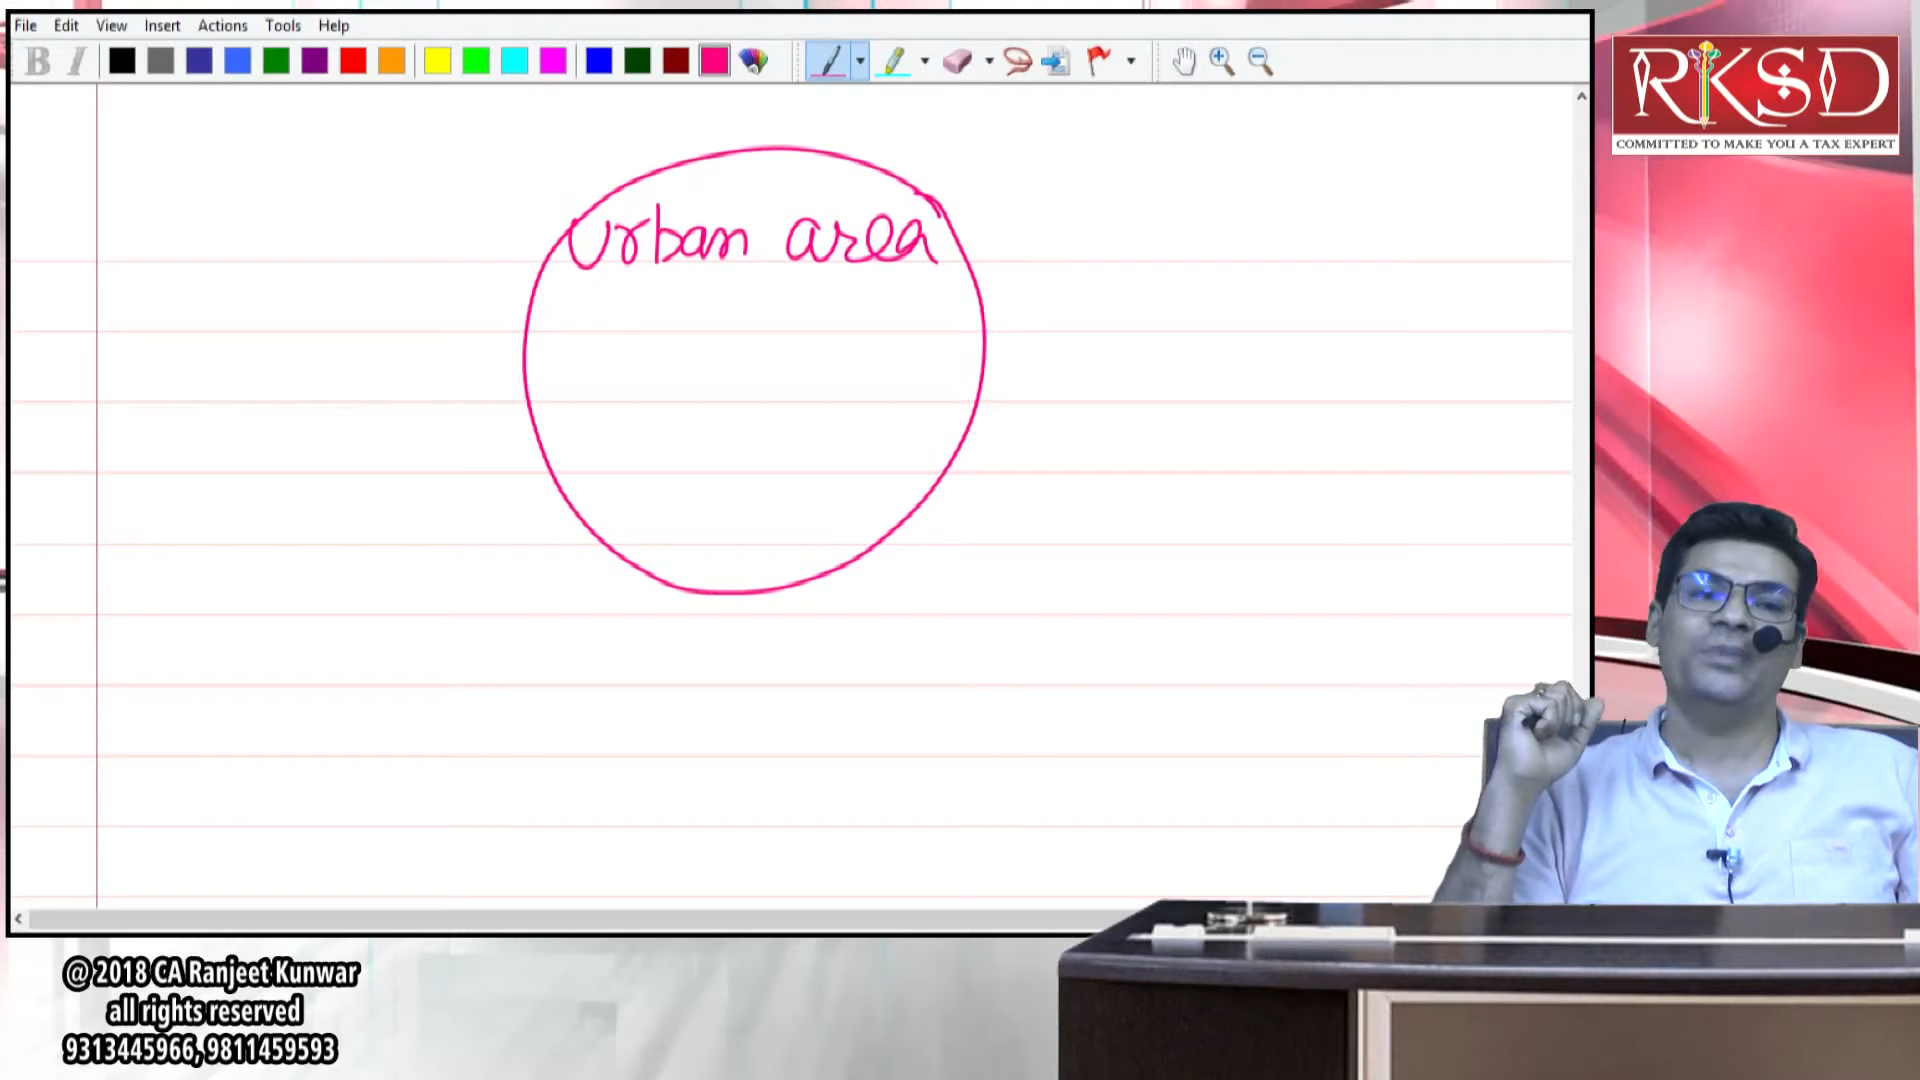 File Edit View Insert Actions Tools Help
B I
RKSD
COMMITTED TO MAKE YOU A TAX EXPERT
Urban area
@ 2018 CA Ranjeet Kunwar
all rights reserved
9313445966, 9811459593